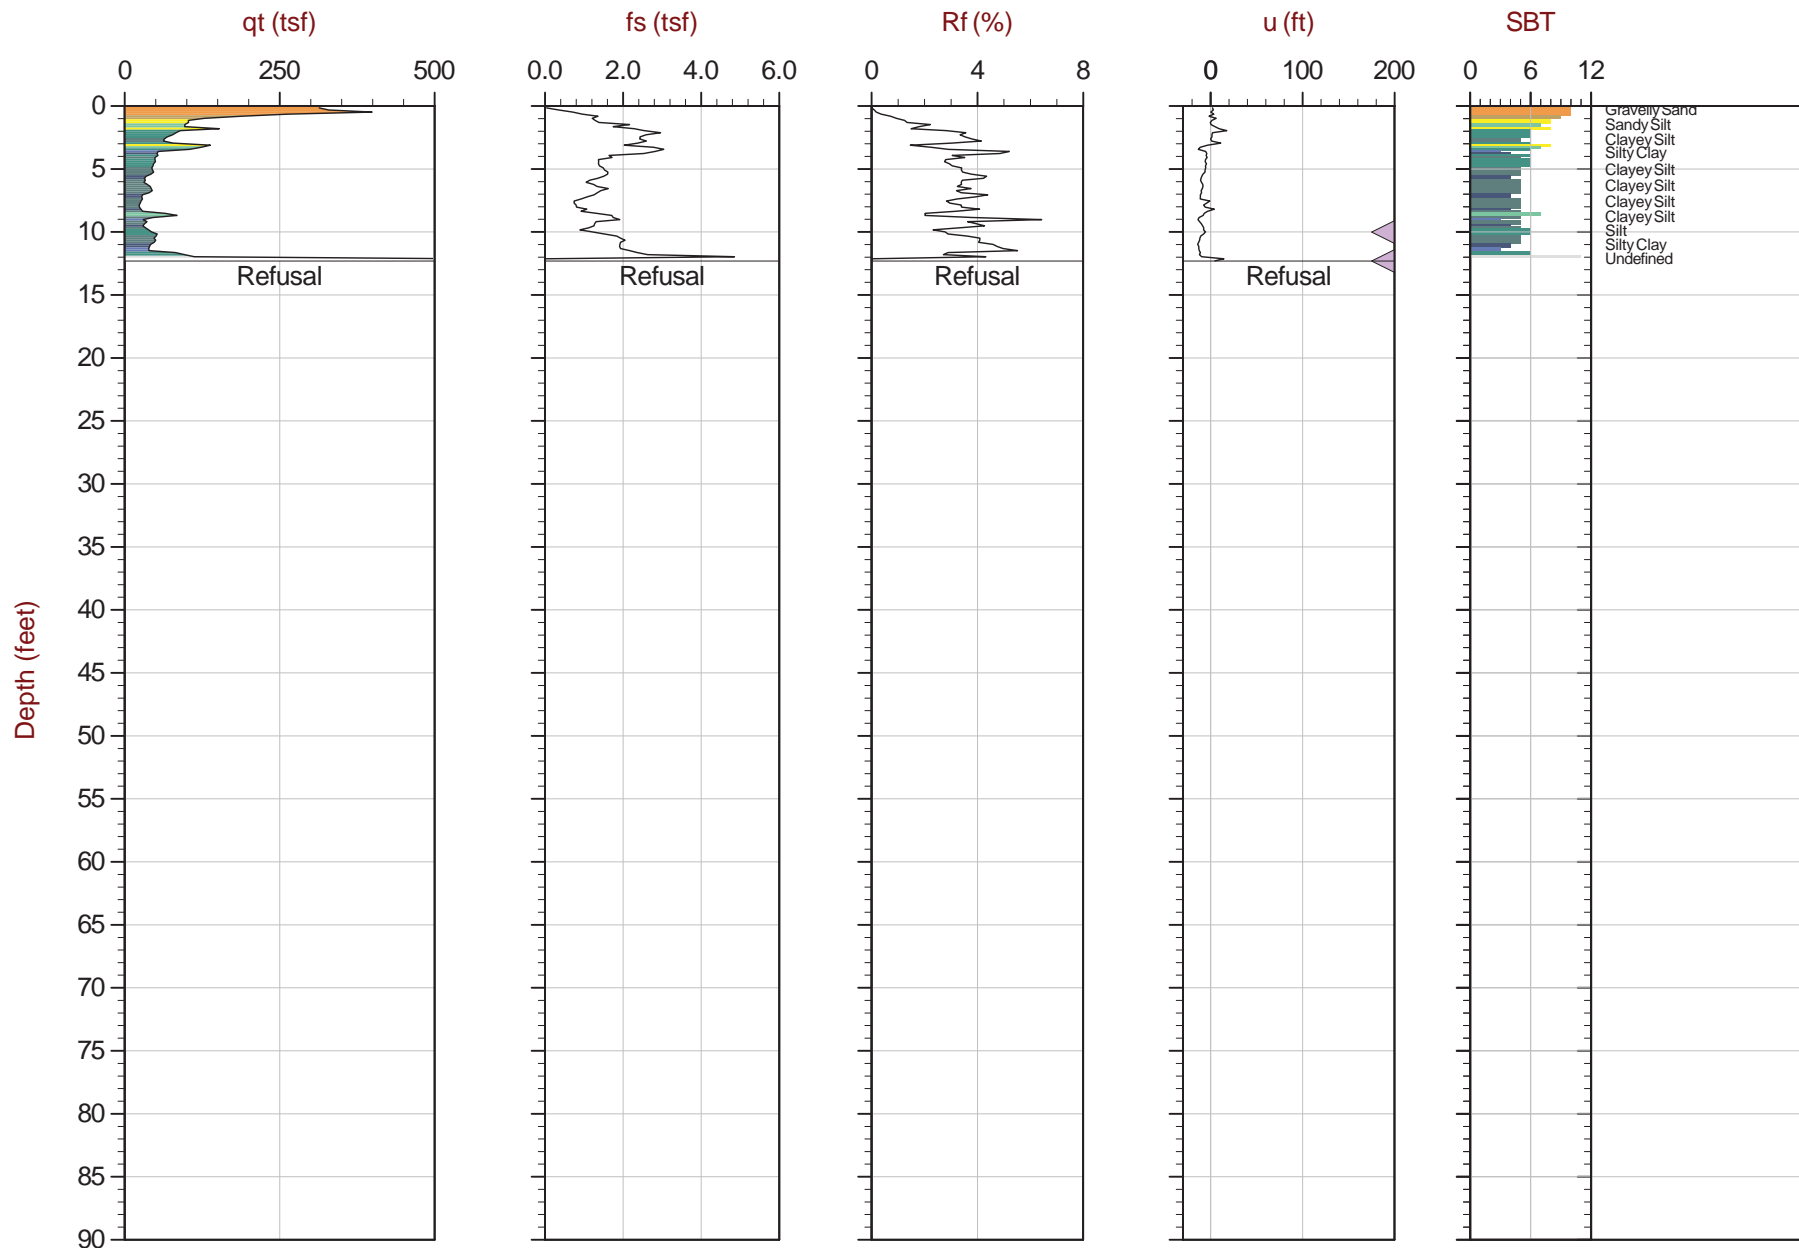 qt (tsf) fs (tsf) Rf (%) u (ft) SBT
0 250 500 0.0 2.0 4.0 6.0 0 4 8 0 100 200 0 6 12
0
5
10
15
20
25
30
35
40
45
50
55
60
65
70
75
80
85
90
Depth (feet)
Gravelly Sand
Sandy Silt
Clayey Silt
Silty Clay
Clayey Silt
Clayey Silt
Clayey Silt
Clayey Silt
Silt
Silty Clay
Undefined
Refusal Refusal Refusal Refusal